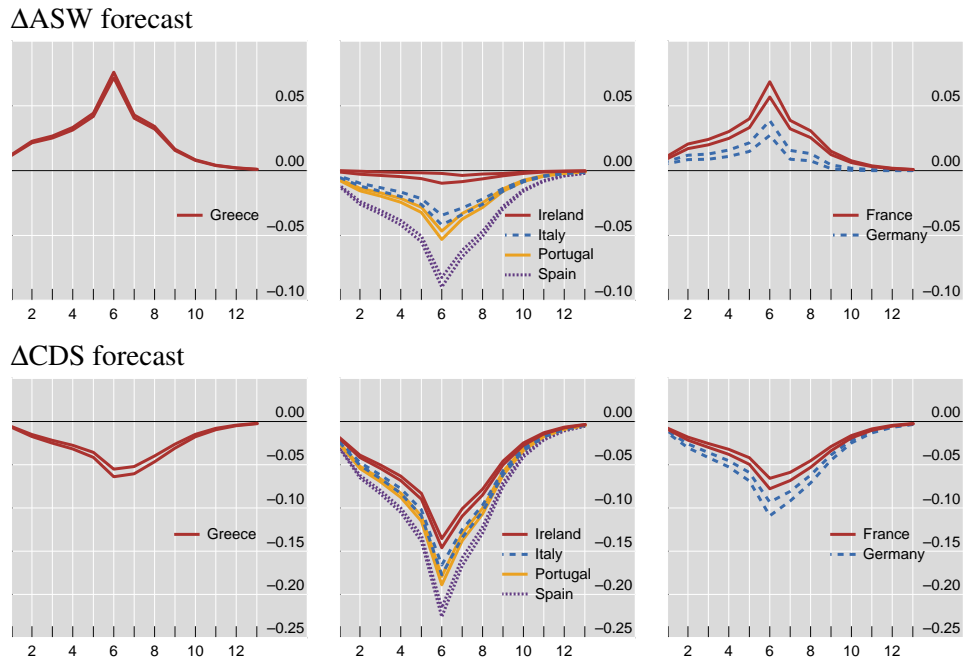 ΔASW forecast
0.05
0.00
Greece
–0.05
–0.10
2 4 6 8 10 12
0.05
0.00
Ireland
–0.05
Italy
Portugal
Spain
–0.10
2 4 6 8 10 12
0.05
0.00
France
–0.05
Germany
–0.10
2 4 6 8 10 12
ΔCDS forecast
0.00
–0.05
–0.10
Greece
–0.15
–0.20
–0.25
2 4 6 8 10 12
0.00
–0.05
–0.10
Ireland
–0.15
Italy
Portugal
–0.20
Spain
–0.25
2 4 6 8 10 12
0.00
–0.05
–0.10
France
–0.15
Germany
–0.20
–0.25
2 4 6 8 10 12